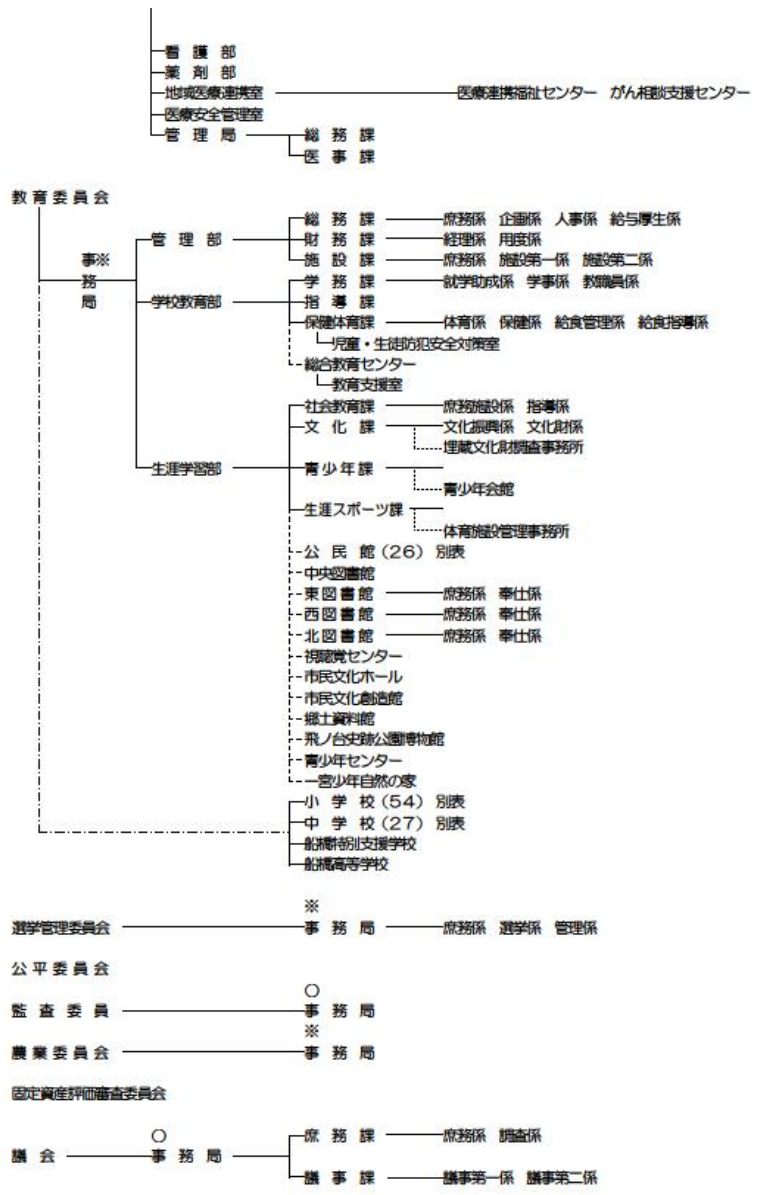 看護部
薬剤部
地域医療連携室 医療連携福祉センター がん相談支援センター
医療安全管理室
管理局 総務課
医事課
教育委員会
総務課 庶務係 企画係 人事係 給与厚生係
管理部 財務課 経理係 用度係
事※
施設課 庶務係 施設第一係 施設第二係
務
学務課 就学助成係 学事係 教職員係
局 学校教育部 指導課
保健体育課 体育係 保健係 給食管理係 給食指導係
児童・生徒防犯安全対策室
総合教育センター
教育支援室
社会教育課 庶務施設係 指導係
文化課 文化振興係 文化財係
埋蔵文化財調査事務所
生涯学習部 青少年課
青少年会館
生涯スポーツ課
体育施設管理事務所
公民館(26) 別表
中央図書館
東図書館 庶務係 奉仕係
西図書館 庶務係 奉仕係
北図書館 庶務係 奉仕係
視聴覚センター
市民文化ホール
市民文化創造館
郷土資料館
飛ノ台史跡公園博物館
青少年センター
一宮少年自然の家
小学校(54) 別表
中学校(27) 別表
船橋特別支援学校
船橋高等学校
※
選挙管理委員会 事務局 庶務係 選挙係 管理係
公平委員会
○
監査委員 事務局
※
農業委員会 事務局
固定資産評価審査委員会
○
庶務課 庶務係 調査係
議会 事務局
議事課 議事第一係 議事第二係